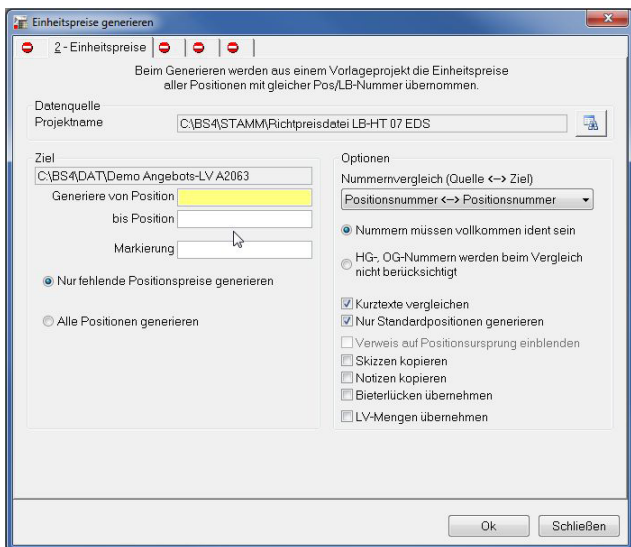 Einheitspreise generieren
2 - Einheitspreise
Beim Generieren werden aus einem Vorlageprojekt die Einheitspreise
aller Positionen mit gleicher Pos/LB-Nummer übernommen.
Datenquelle
Projektname C:\BS4\STAMM\Richtpreisdatei LB-HT 07 EDS
Ziel
C:\BS4\DAT\Demo Angebots-LV A2063
Generiere von Position
bis Position
Markierung
Nur fehlende Positionspreise generieren
Alle Positionen generieren
Optionen
Nummernvergleich (Quelle <--> Ziel)
Positionsnummer <--> Positionsnummer
Nummern müssen vollkommen ident sein
HG-, OG-Nummern werden beim Vergleich
nicht berücksichtigt
Kurztexte vergleichen
Nur Standardpositionen generieren
Verweis auf Positionsursprung einblenden
Skizzen kopieren
Notizen kopieren
Bieterlücken übernehmen
LV-Mengen übernehmen
Ok Schließen